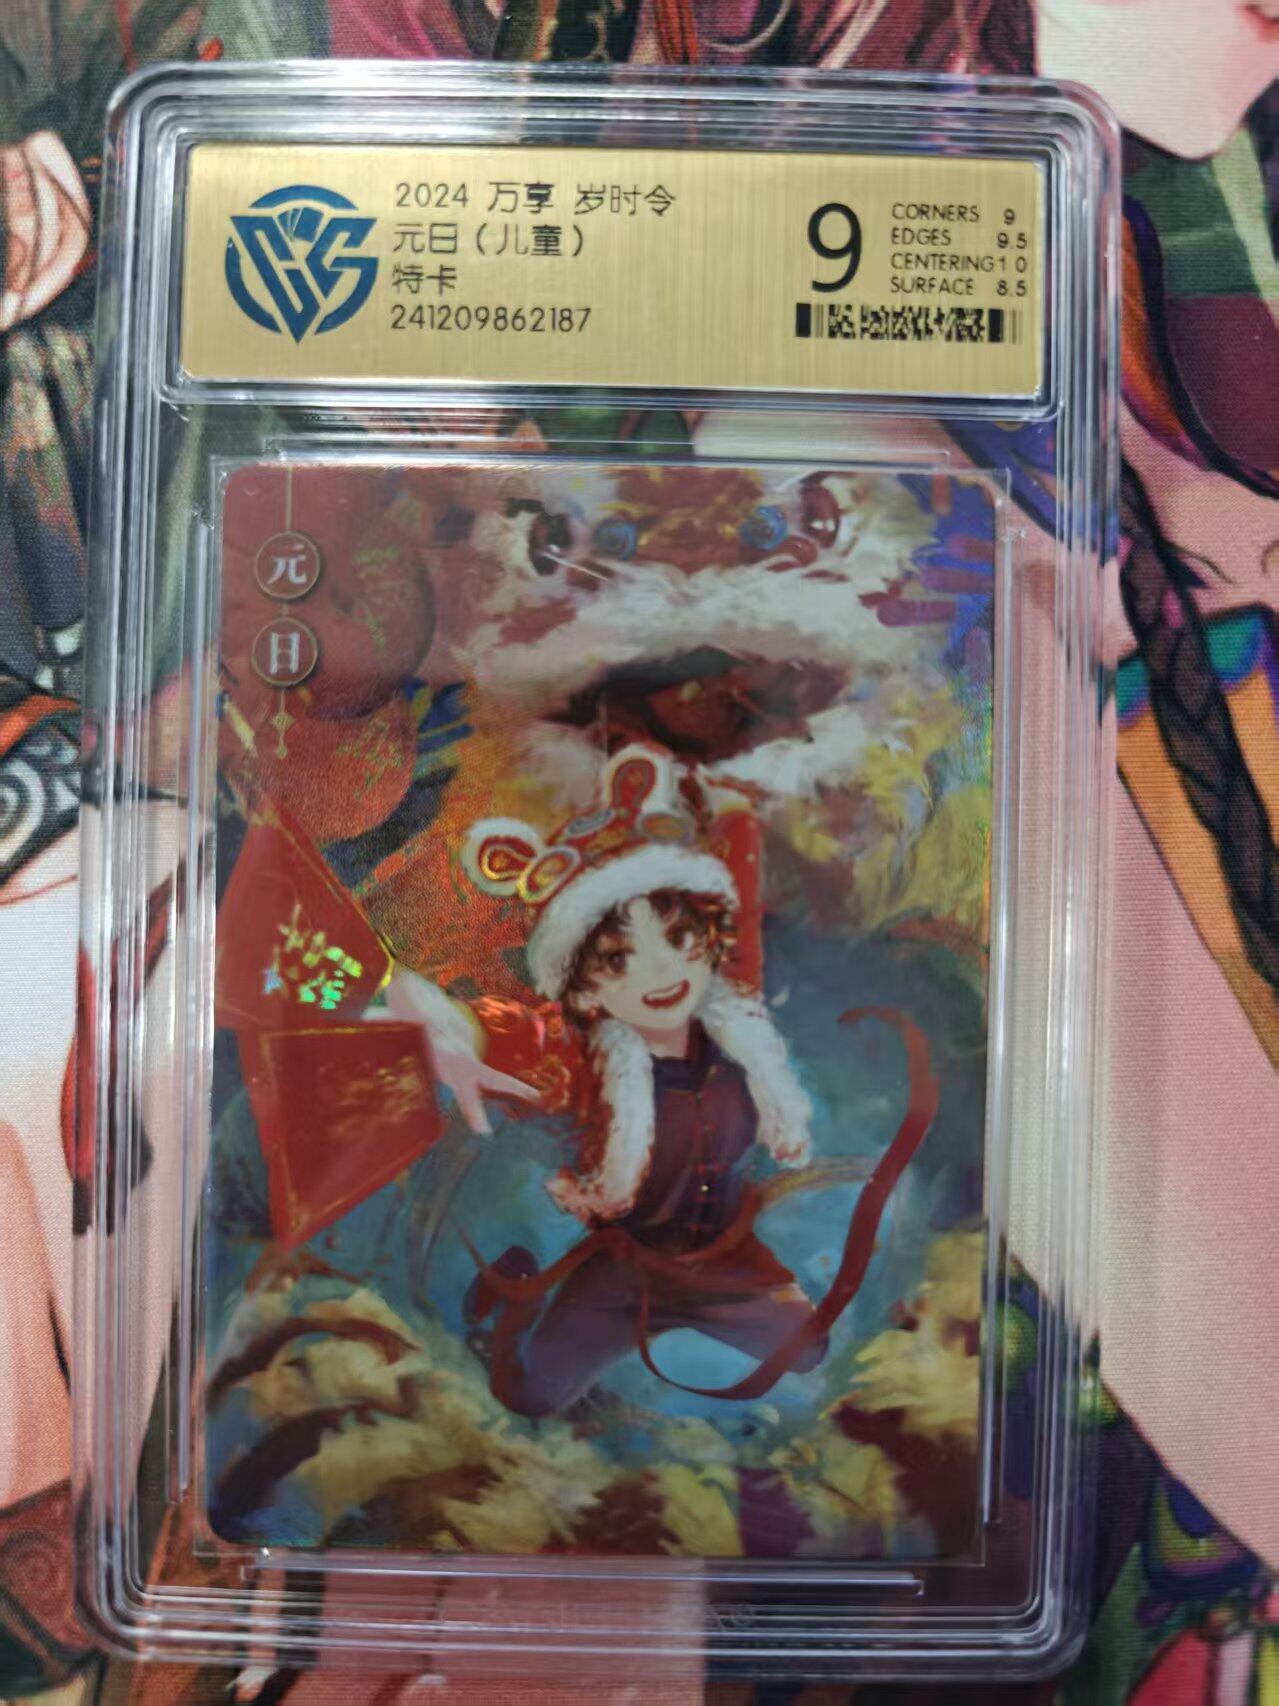 2024 万享 岁时令
元日（儿童）
特卡
241209862187
9
CORNERS 9
EDGES 9.5
CENTERING 10
SURFACE 8.5
元
日